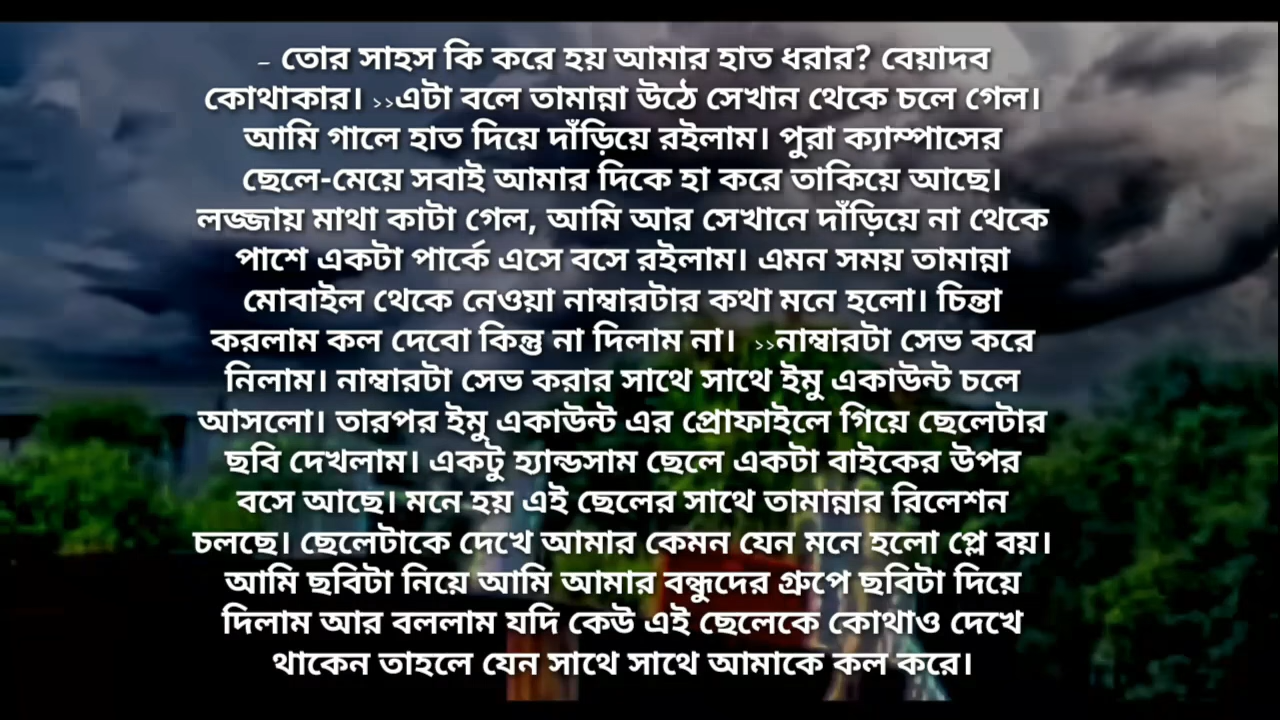 – তোর সাহস কি করে হয় আমার হাত ধরার? বেয়াদব
কোথাকার। >>এটা বলে তামান্না উঠে সেখান থেকে চলে গেল।
আমি গালে হাত দিয়ে দাঁড়িয়ে রইলাম। পুরা ক্যাম্পাসের
ছেলে-মেয়ে সবাই আমার দিকে হা করে তাকিয়ে আছে।
লজ্জায় মাথা কাটা গেল, আমি আর সেখানে দাঁড়িয়ে না থেকে
পাশে একটা পার্কে এসে বসে রইলাম। এমন সময় তামান্না
মোবাইল থেকে নেওয়া নাম্বারটার কথা মনে হলো। চিন্তা
করলাম কল দেবো কিন্তু না দিলাম না। >>নাম্বারটা সেভ করে
নিলাম। নাম্বারটা সেভ করার সাথে সাথে ইমু একাউন্ট চলে
আসলো। তারপর ইমু একাউন্ট এর প্রোফাইলে গিয়ে ছেলেটার
ছবি দেখলাম। একটু হ্যান্ডসাম ছেলে একটা বাইকের উপর
বসে আছে। মনে হয় এই ছেলের সাথে তামান্নার রিলেশন
চলছে। ছেলেটাকে দেখে আমার কেমন যেন মনে হলো প্লে বয়।
আমি ছবিটা নিয়ে আমি আমার বন্ধুদের গ্রুপে ছবিটা দিয়ে
দিলাম আর বললাম যদি কেউ এই ছেলেকে কোথাও দেখে
থাকেন তাহলে যেন সাথে সাথে আমাকে কল করে।